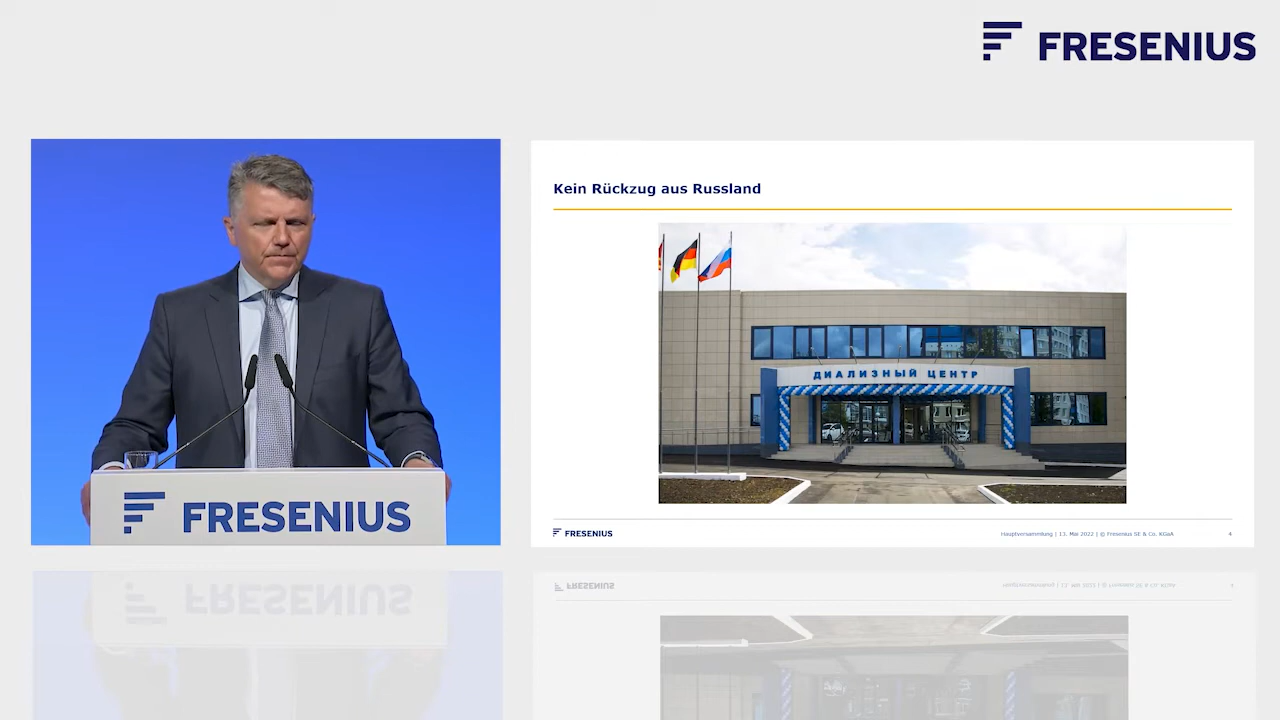 FRESENIUS
Kein Rückzug aus Russland
ДИАЛИЗНЫЙ ЦЕНТР
FRESENIUS
FRESENIUS
Hauptversammlung | 13. Mai 2022 | © Fresenius SE & Co. KGaA
4